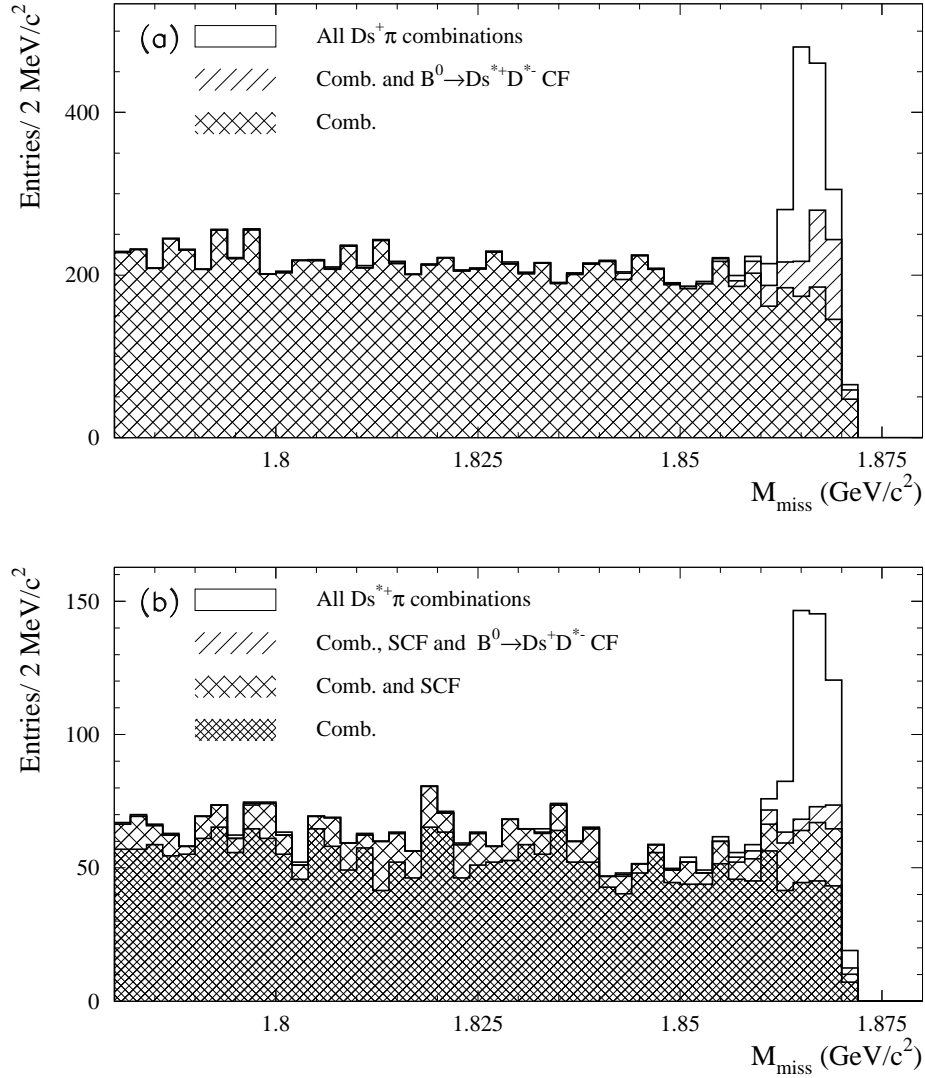 (a)
All Ds⁺π combinations
Comb. and B⁰→Ds*⁺D*⁻ CF
Comb.
Entries/ 2 MeV/c²
400
200
0
1.8
1.825
1.85
1.875
M_miss (GeV/c²)
(b)
All Ds*⁺π combinations
Comb., SCF and B⁰→Ds⁺D*⁻ CF
Comb. and SCF
Comb.
Entries/ 2 MeV/c²
150
100
50
0
1.8
1.825
1.85
1.875
M_miss (GeV/c²)